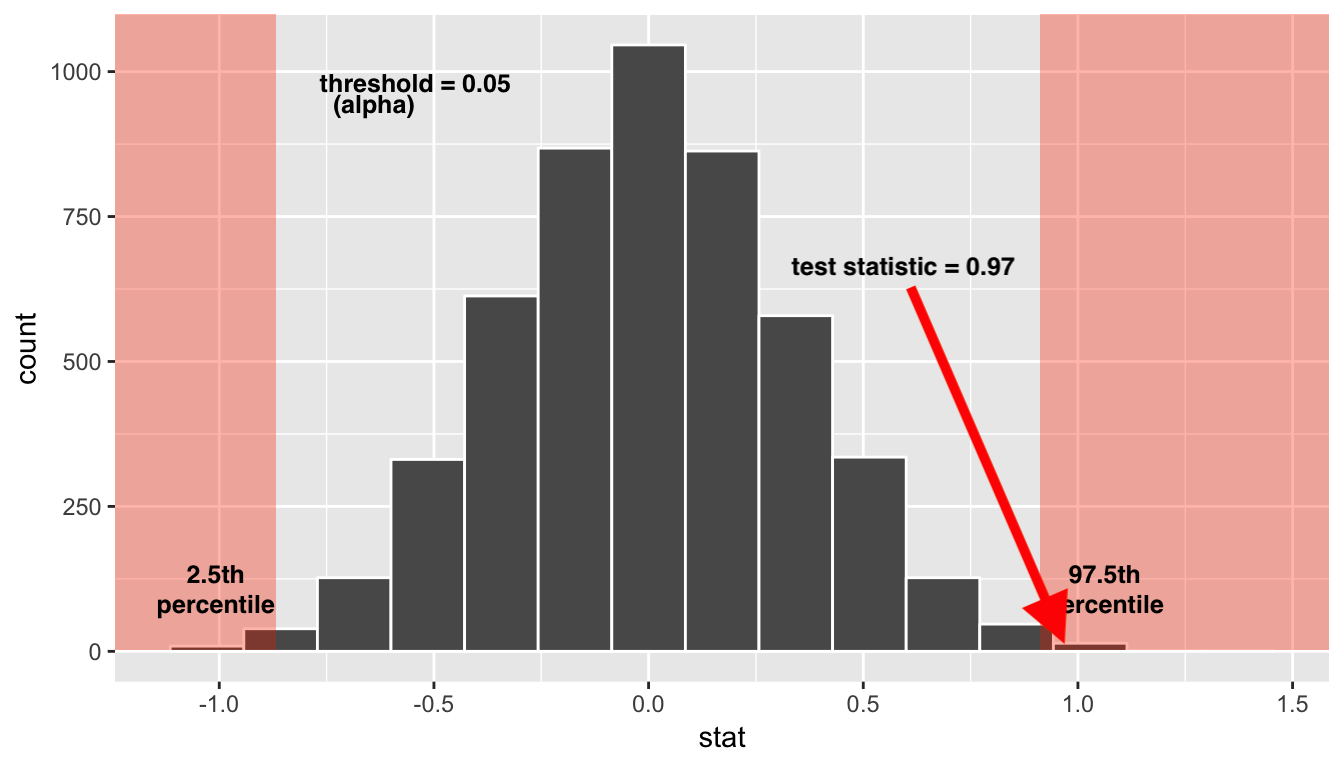 1000
750
500
250
0
count
threshold = 0.05
(alpha)
test statistic = 0.97
2.5th
percentile
97.5th
ercentile
-1.0
-0.5
0.0
0.5
1.0
1.5
stat